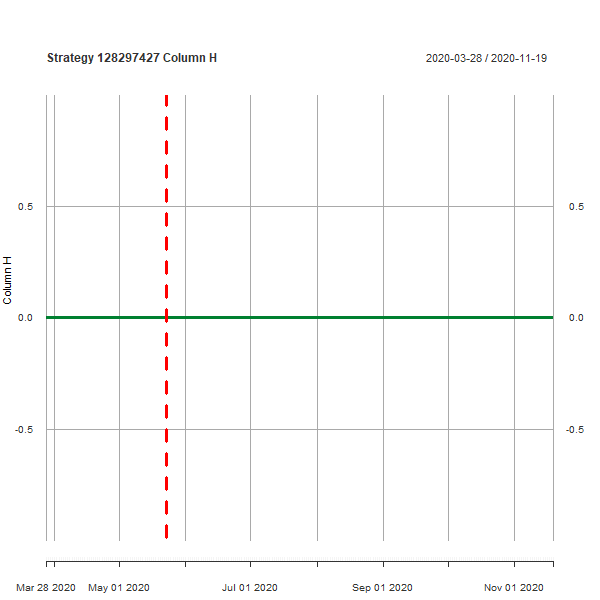 Strategy 128297427 Column H
2020-03-28 / 2020-11-19
0.5
0.5
Column H
0.0
0.0
-0.5
-0.5
Mar 28 2020
May 01 2020
Jul 01 2020
Sep 01 2020
Nov 01 2020